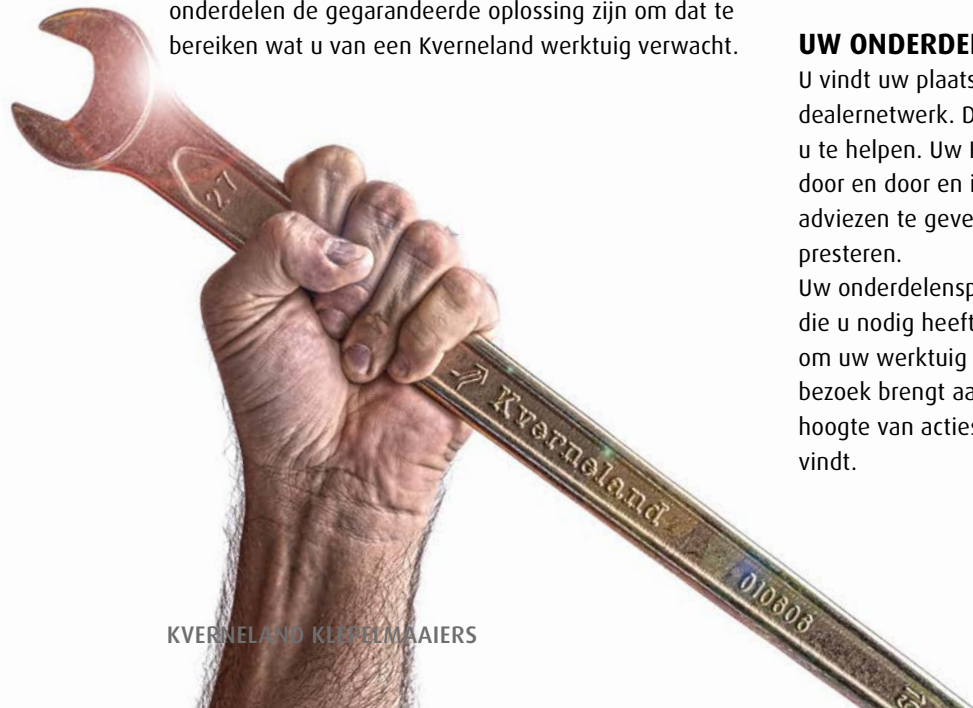 onderdelen de gegarandeerde oplossing zijn om dat te
bereiken wat u van een Kverneland werktuig verwacht.
UW ONDERDE
U vindt uw plaats
dealernetwerk. D
u te helpen. Uw
door en door en i
adviezen te geve
presteren.
Uw onderdelensp
die u nodig heeft
om uw werktuig
bezoek brengt aa
hoogte van acties
vindt.
27
Kverneland
010606
KVERNELAND KLEPELMAAIERS